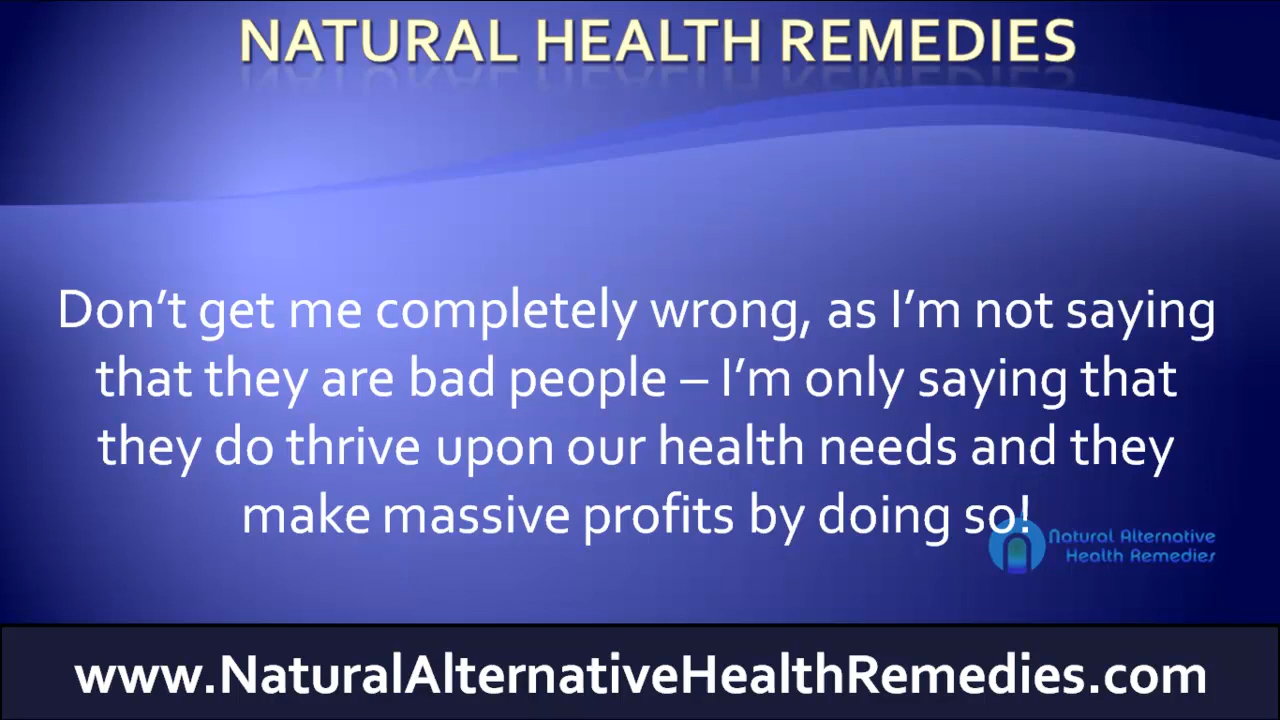 NATURAL HEALTH REMEDIES
Don’t get me completely wrong, as I’m not saying
that they are bad people – I’m only saying that
they do thrive upon our health needs and they
make massive profits by doing so!
Natural Alternative
Health Remedies
www.NaturalAlternativeHealthRemedies.com